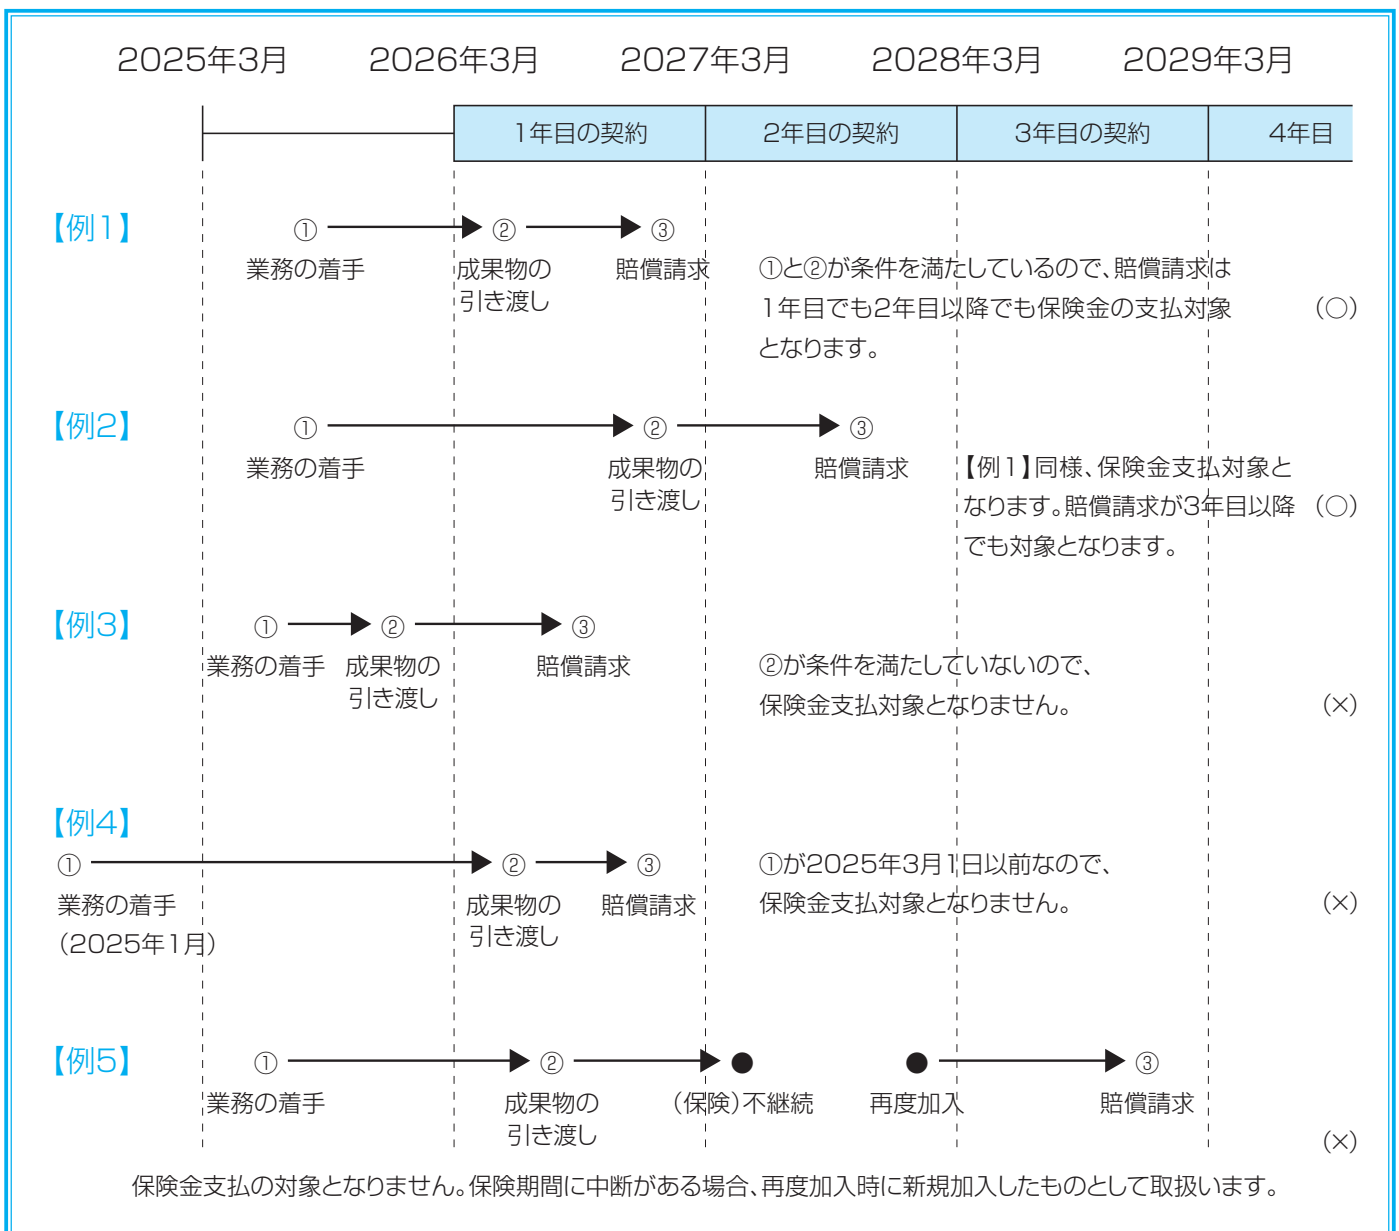 2025年3月 2026年3月 2027年3月 2028年3月 2029年3月
1年目の契約 2年目の契約 3年目の契約 4年目
【例1】
① ② ③
業務の着手 成果物の 賠償請求
引き渡し
①と②が条件を満たしているので、賠償請求は
1年目でも2年目以降でも保険金の支払対象 (○)
となります。
【例2】
① ② ③
業務の着手 成果物の 賠償請求
引き渡し
【例1】同様、保険金支払対象と
なります。賠償請求が3年目以降 (○)
でも対象となります。
【例3】
① ② ③
業務の着手 成果物の 賠償請求
引き渡し
②が条件を満たしていないので、
保険金支払対象となりません。 (×)
【例4】
① ② ③
業務の着手 成果物の 賠償請求
(2025年1月) 引き渡し
①が2025年3月1日以前なので、
保険金支払対象となりません。 (×)
【例5】
① ② ● ● ③
業務の着手 成果物の (保険)不継続 再度加入 賠償請求
引き渡し
(×)
保険金支払の対象となりません。保険期間に中断がある場合、再度加入時に新規加入したものとして取扱います。